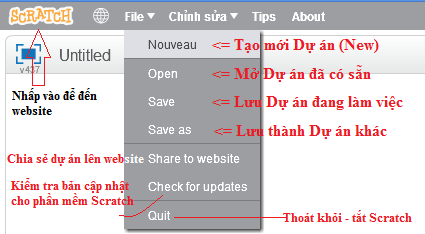 SCRATCH File ▼ Chỉnh sửa ▼ Tips About
Untitled
v437
Nhấp vào để đến
website
Nouveau <= Tạo mới Dự án (New)
Open <= Mở Dự án đã có sẵn
Save <= Lưu Dự án đang làm việc
Save as <= Lưu thành Dự án khác
Chia sẻ dự án lên website Share to website
Kiểm tra bản cập nhật
cho phần mềm Scratch
Check for updates
Quit Thoát khỏi - tắt Scratch